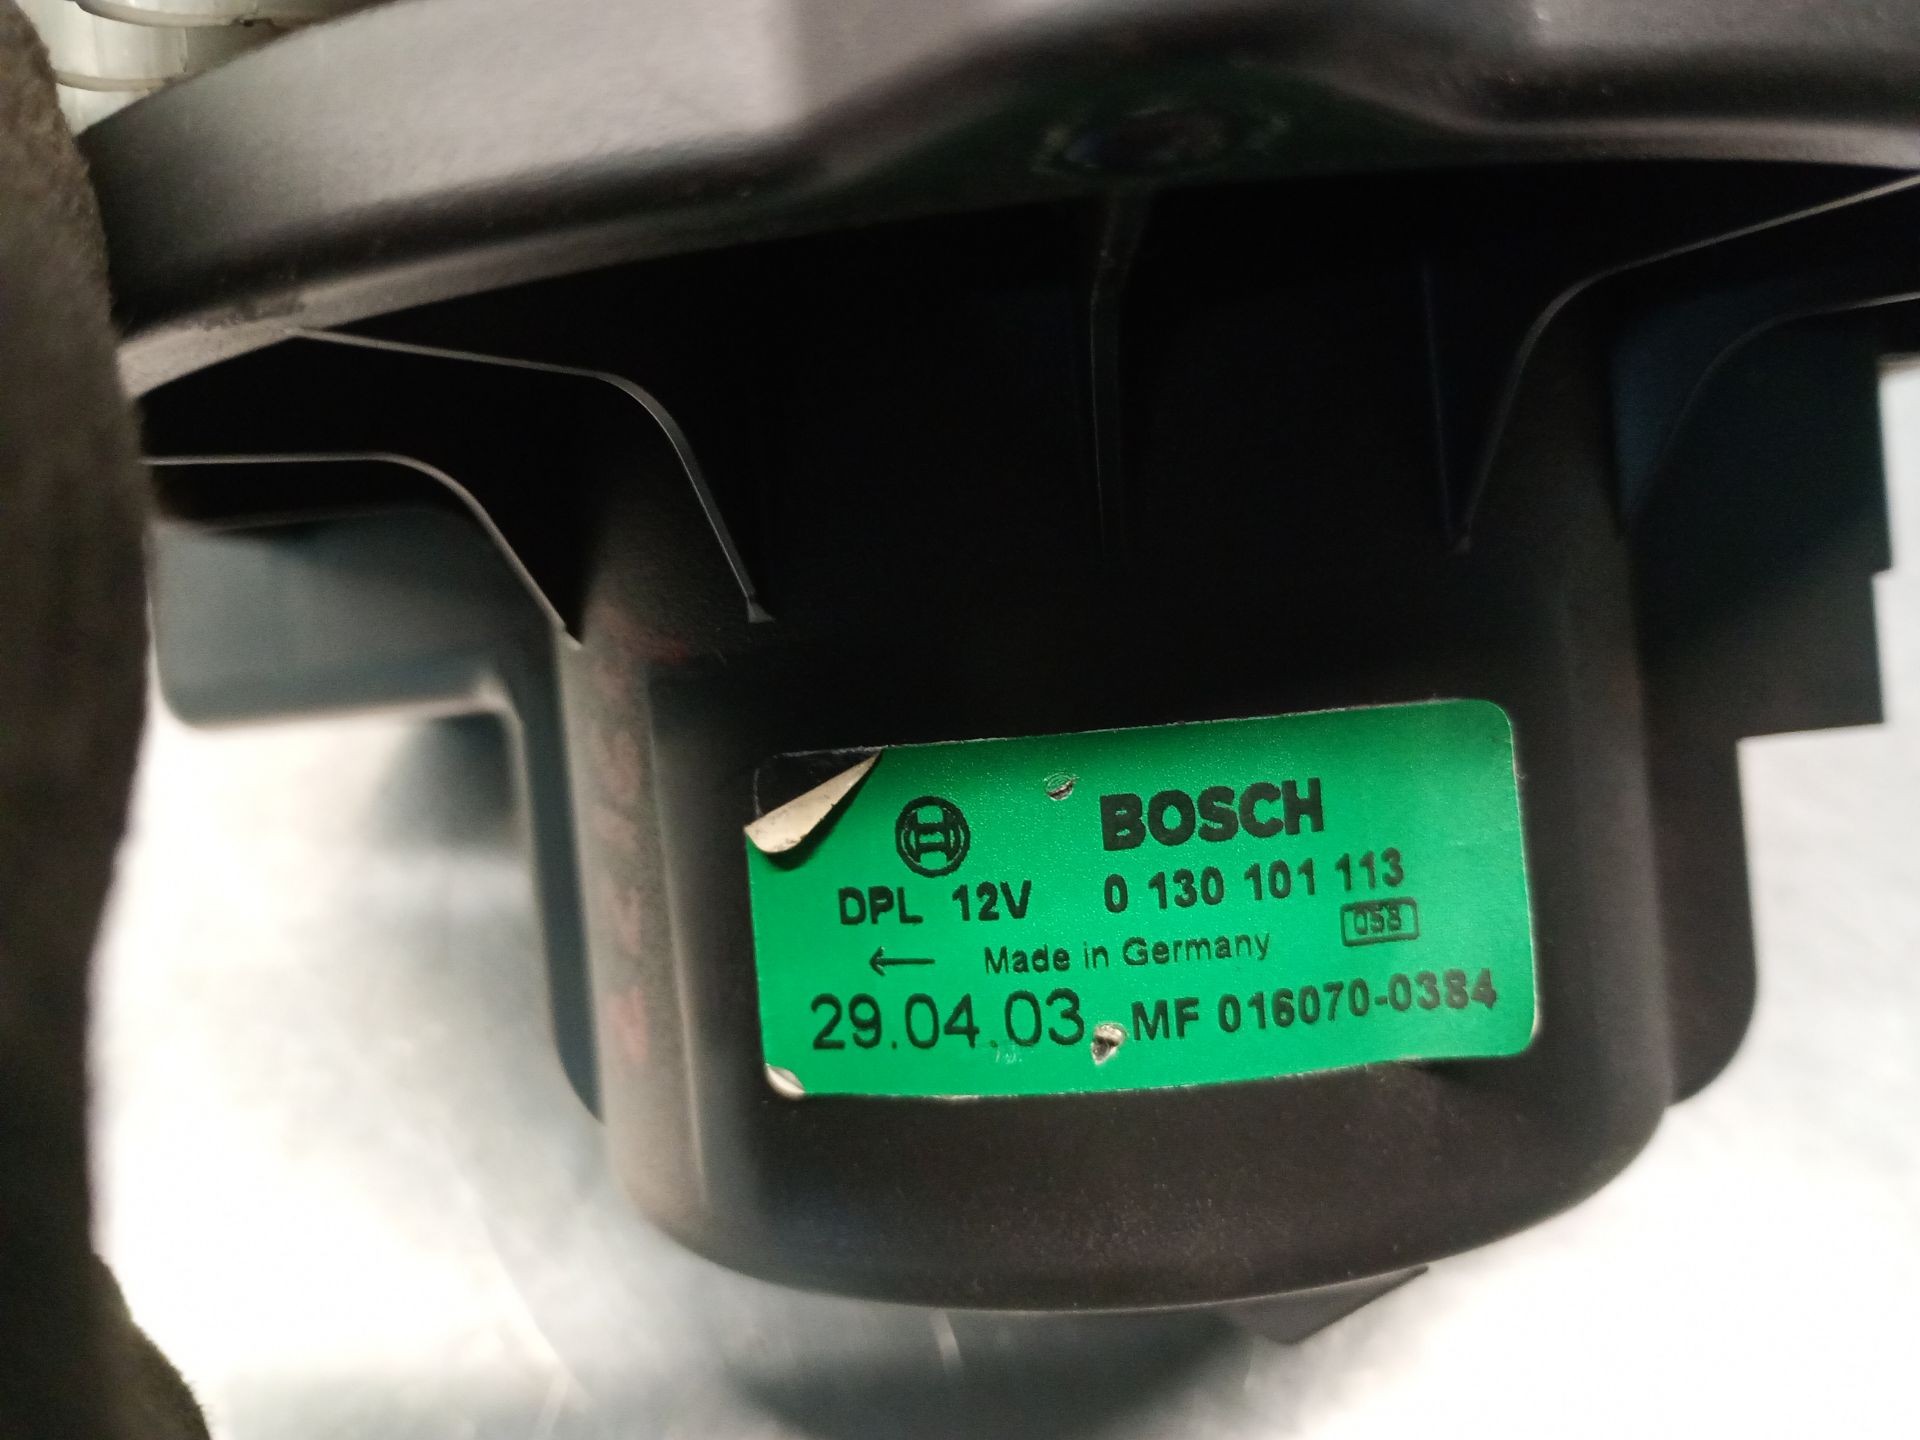 BOSCH
DPL 12V 0 130 101 113
058
← Made in Germany
29.04.03 MF 016070-0384